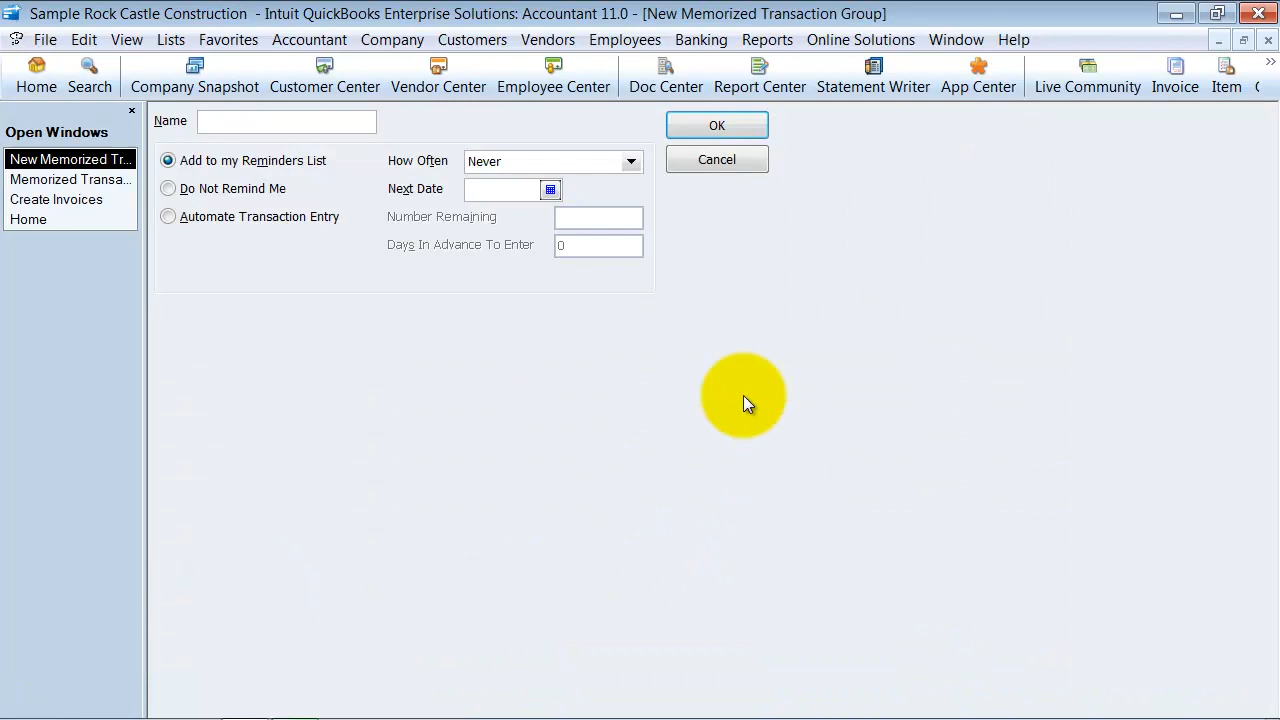 Sample Rock Castle Construction - Intuit QuickBooks Enterprise Solutions: Accountant 11.0 - [New Memorized Transaction Group]
File Edit View Lists Favorites Accountant Company Customers Vendors Employees Banking Reports Online Solutions Window Help
Home Search Company Snapshot Customer Center Vendor Center Employee Center Doc Center Report Center Statement Writer App Center Live Community Invoice Item
Open Windows
New Memorized Tr...
Memorized Transa...
Create Invoices
Home
Name
OK
Cancel
Add to my Reminders List How Often Never
Do Not Remind Me Next Date
Automate Transaction Entry Number Remaining
Days In Advance To Enter 0